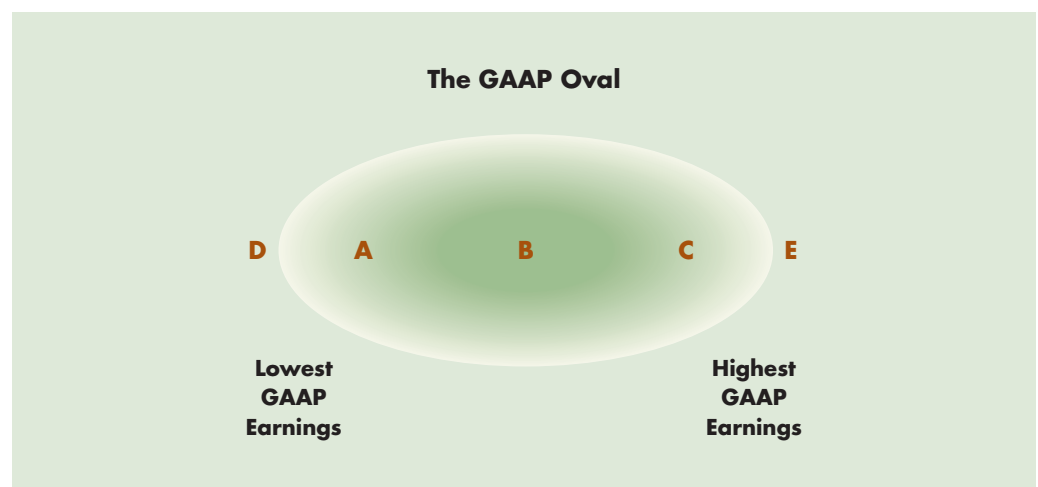 The GAAP Oval
D A B C E
Lowest
GAAP
Earnings
Highest
GAAP
Earnings